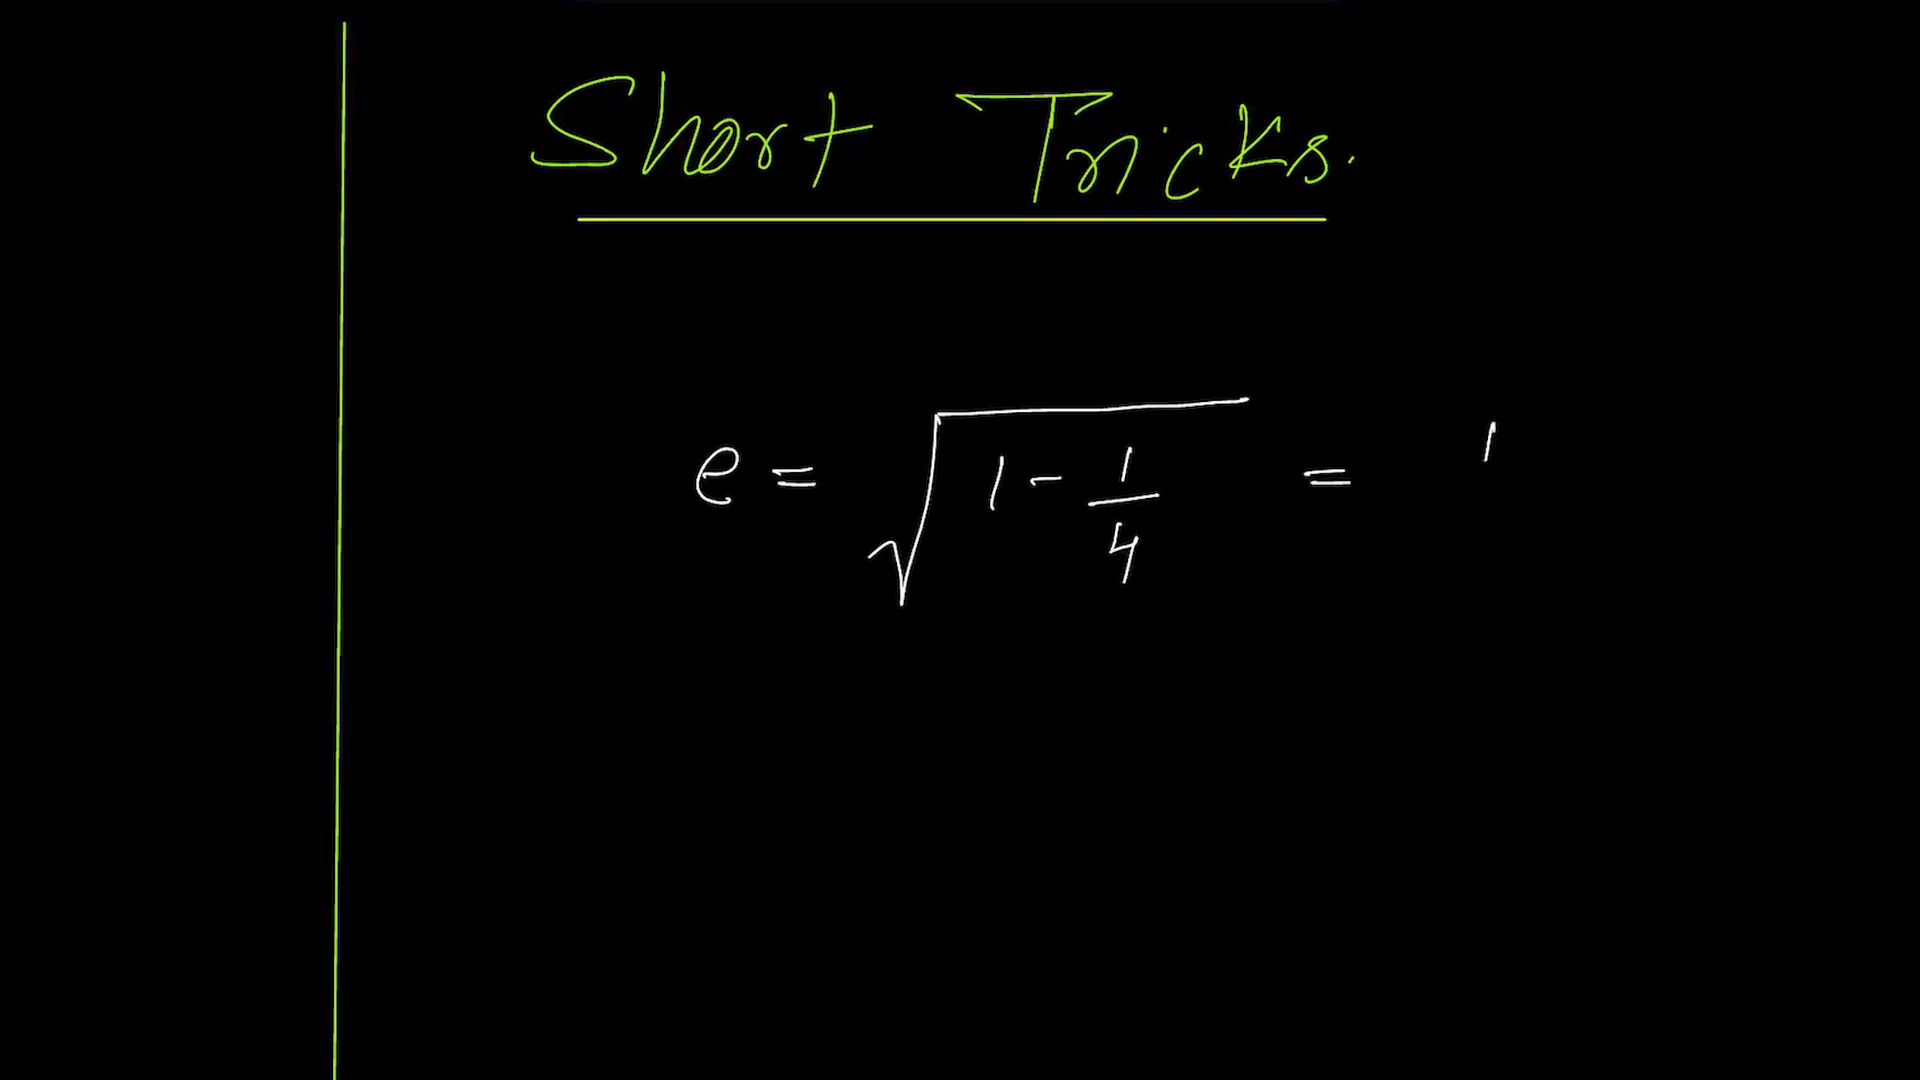 Short Tricks.
e = √(1 - 1/4) = 1